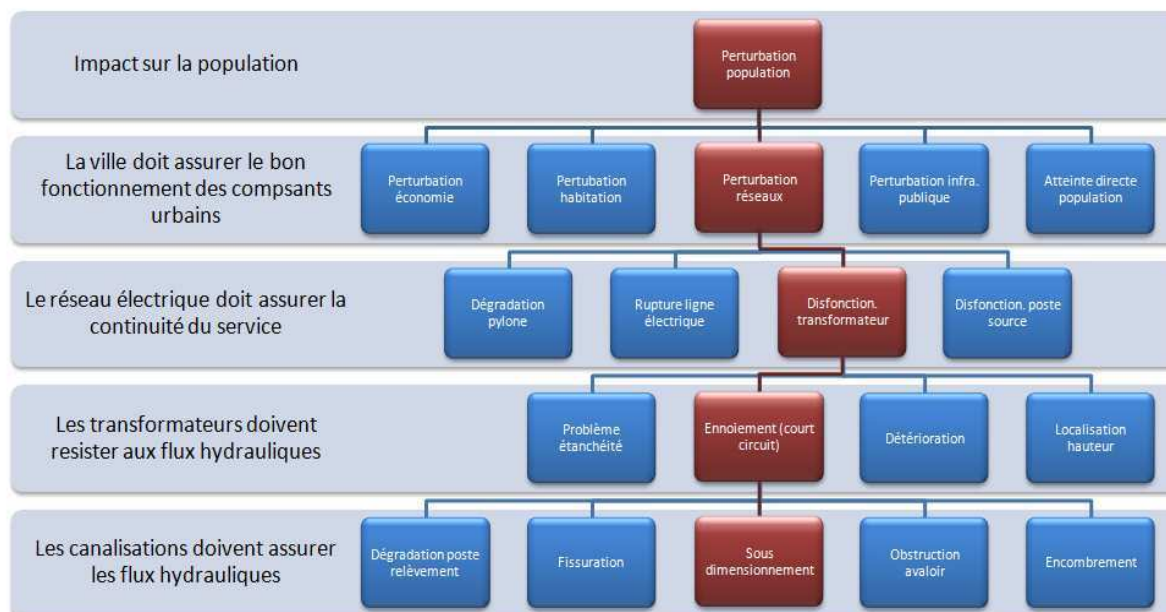 Impact sur la population
Perturbation
population
La ville doit assurer le bon
fonctionnement des compsants
urbains
Perturbation
économie
Pertubation
habitation
Perturbation
réseaux
Perturbation infra.
publique
Atteinte directe
population
Le réseau électrique doit assurer la
continuité du service
Dégradation
pylone
Rupture ligne
électrique
Disfonction.
transformateur
Disfonction. poste
source
Les transformateurs doivent
resister aux flux hydrauliques
Problème
étanchéité
Ennoiement (court
circuit)
Détérioration
Localisation
hauteur
Les canalisations doivent assurer
les flux hydrauliques
Dégradation poste
relèvement
Fissuration
Sous
dimensionnement
Obstruction
avaloir
Encombrement